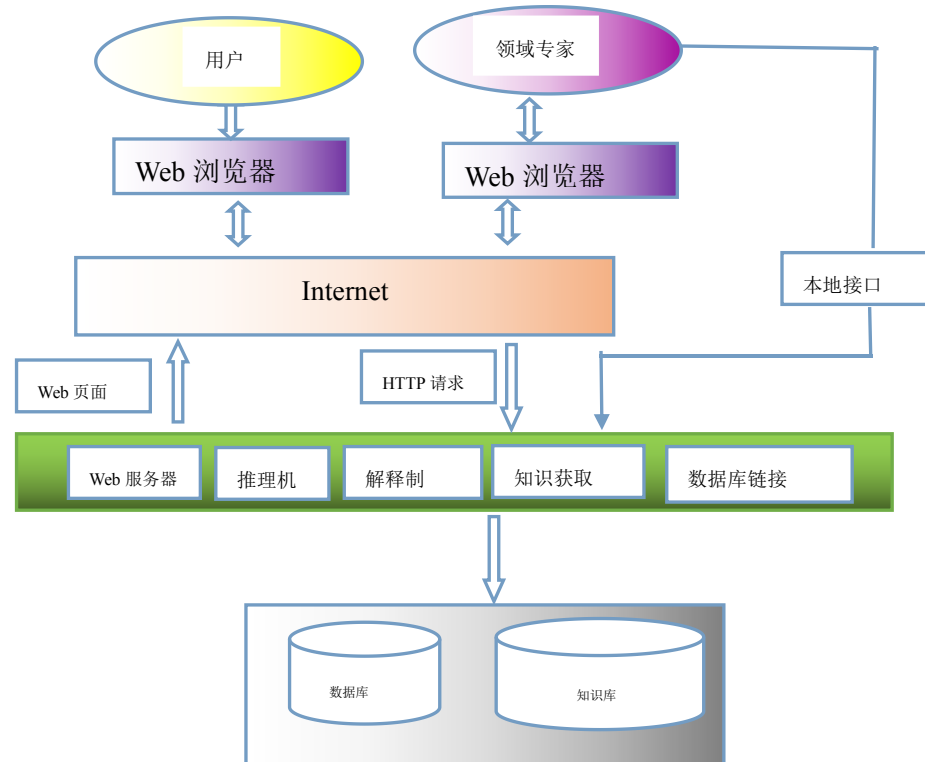 用户
领域专家
Web 浏览器
Web 浏览器
Internet
本地接口
Web 页面
HTTP 请求
Web 服务器
推理机
解释制
知识获取
数据库链接
数据库
知识库